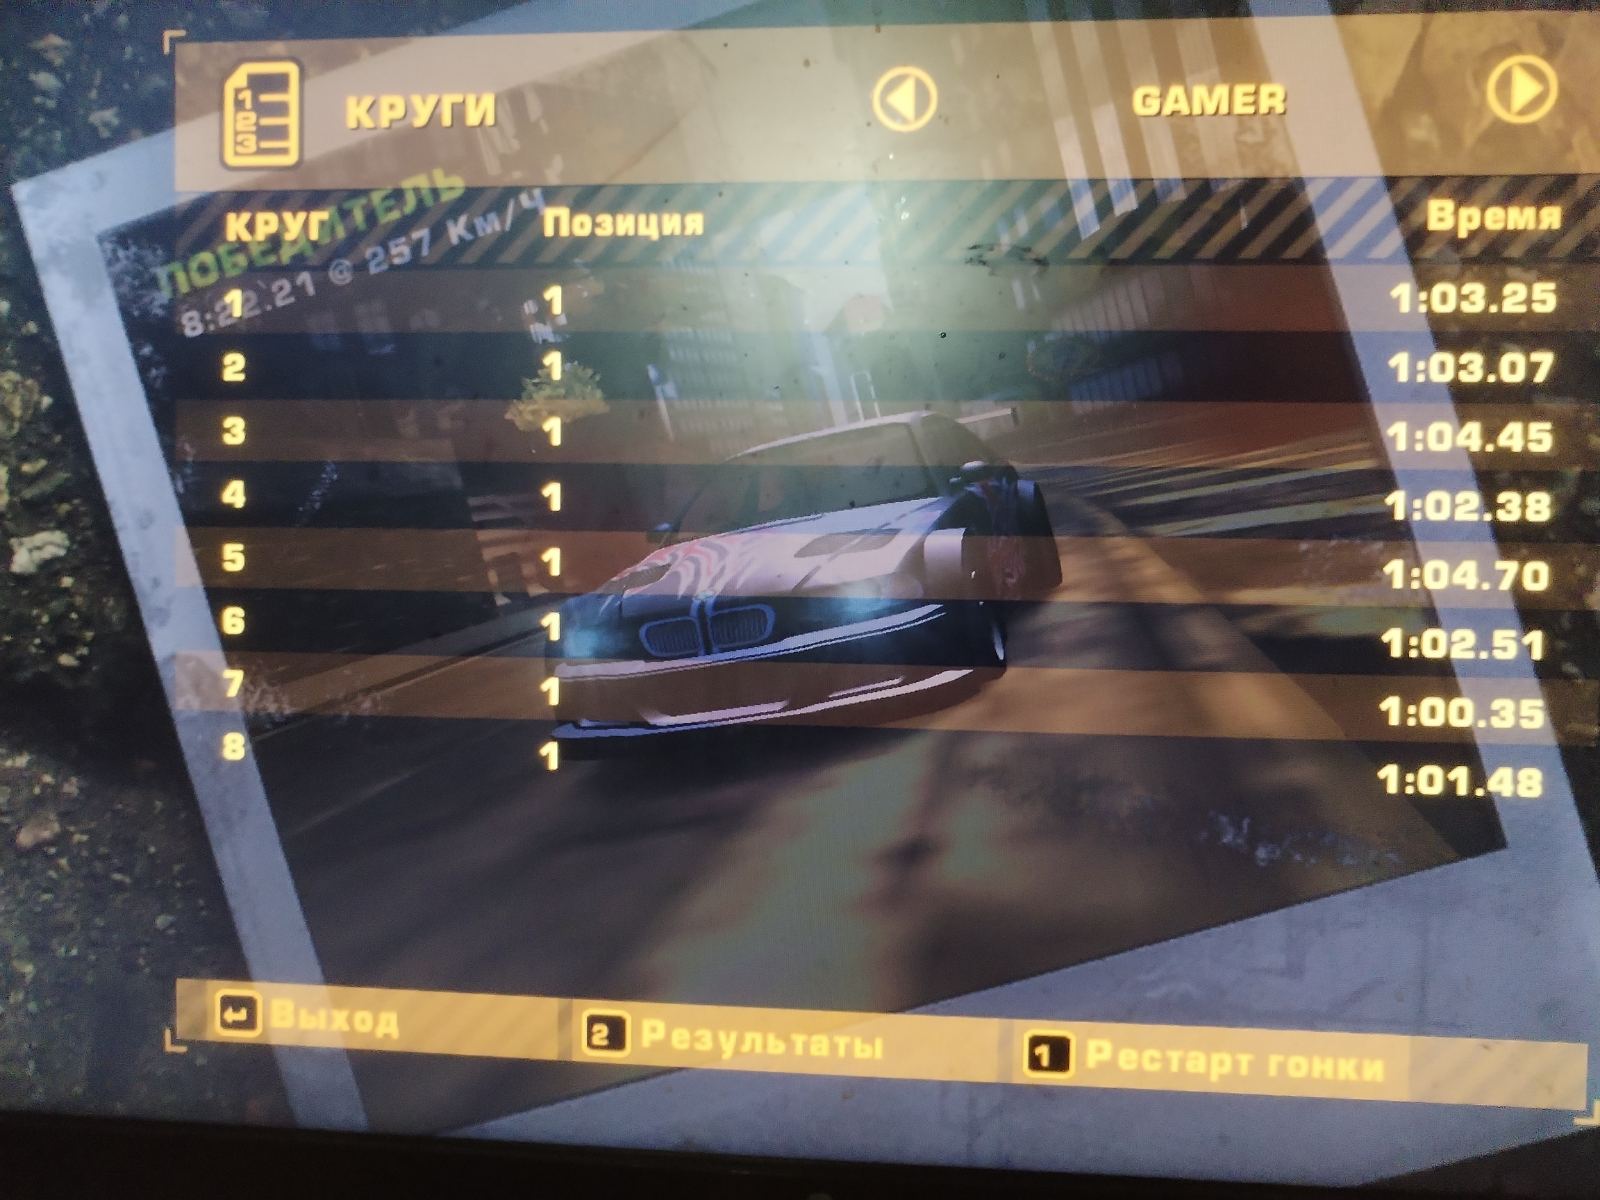 КРУГИ GAMER
ПОБЕДИТЕЛЬ
8:22.21 @ 257 Км/Ч
КРУГ Позиция Время
1 1 1:03.25
2 1 1:03.07
3 1 1:04.45
4 1 1:02.38
5 1 1:04.70
6 1 1:02.51
7 1 1:00.35
8 1 1:01.48
Выход 2 Результаты 1 Рестарт гонки